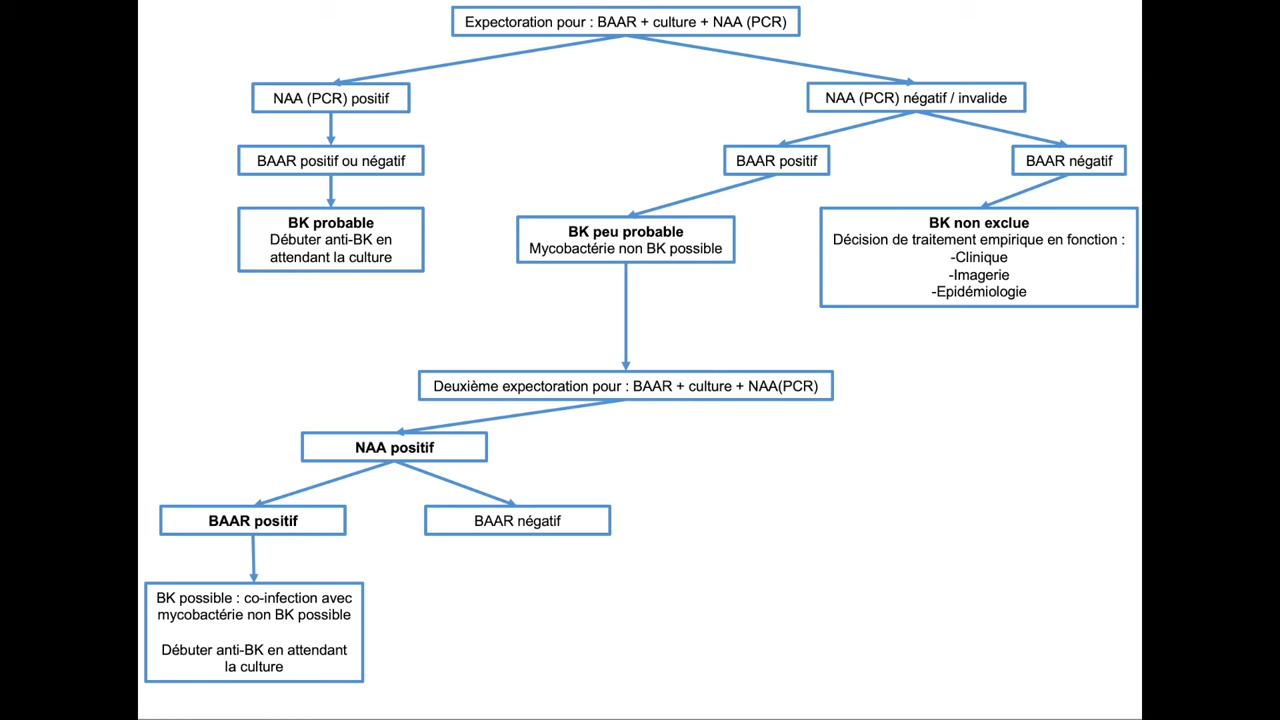 Expectoration pour : BAAR + culture + NAA (PCR)
NAA (PCR) positif
NAA (PCR) négatif / invalide
BAAR positif ou négatif
BAAR positif
BAAR négatif
BK probable
Débuter anti-BK en
attendant la culture
BK peu probable
Mycobactérie non BK possible
BK non exclue
Décision de traitement empirique en fonction :
-Clinique
-Imagerie
-Epidémiologie
Deuxième expectoration pour : BAAR + culture + NAA(PCR)
NAA positif
BAAR positif
BAAR négatif
BK possible : co-infection avec
mycobactérie non BK possible
Débuter anti-BK en attendant
la culture